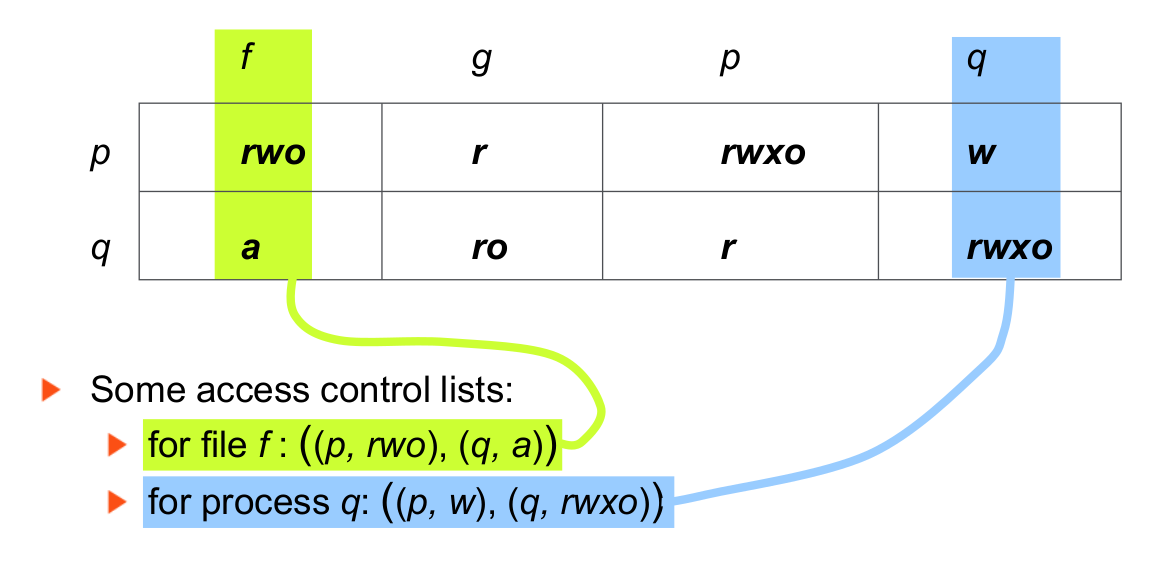 f g p q
p rwo r rwxo w
q a ro r rwxo
Some access control lists:
for file f : ((p, rwo), (q, a))
for process q: ((p, w), (q, rwxo))